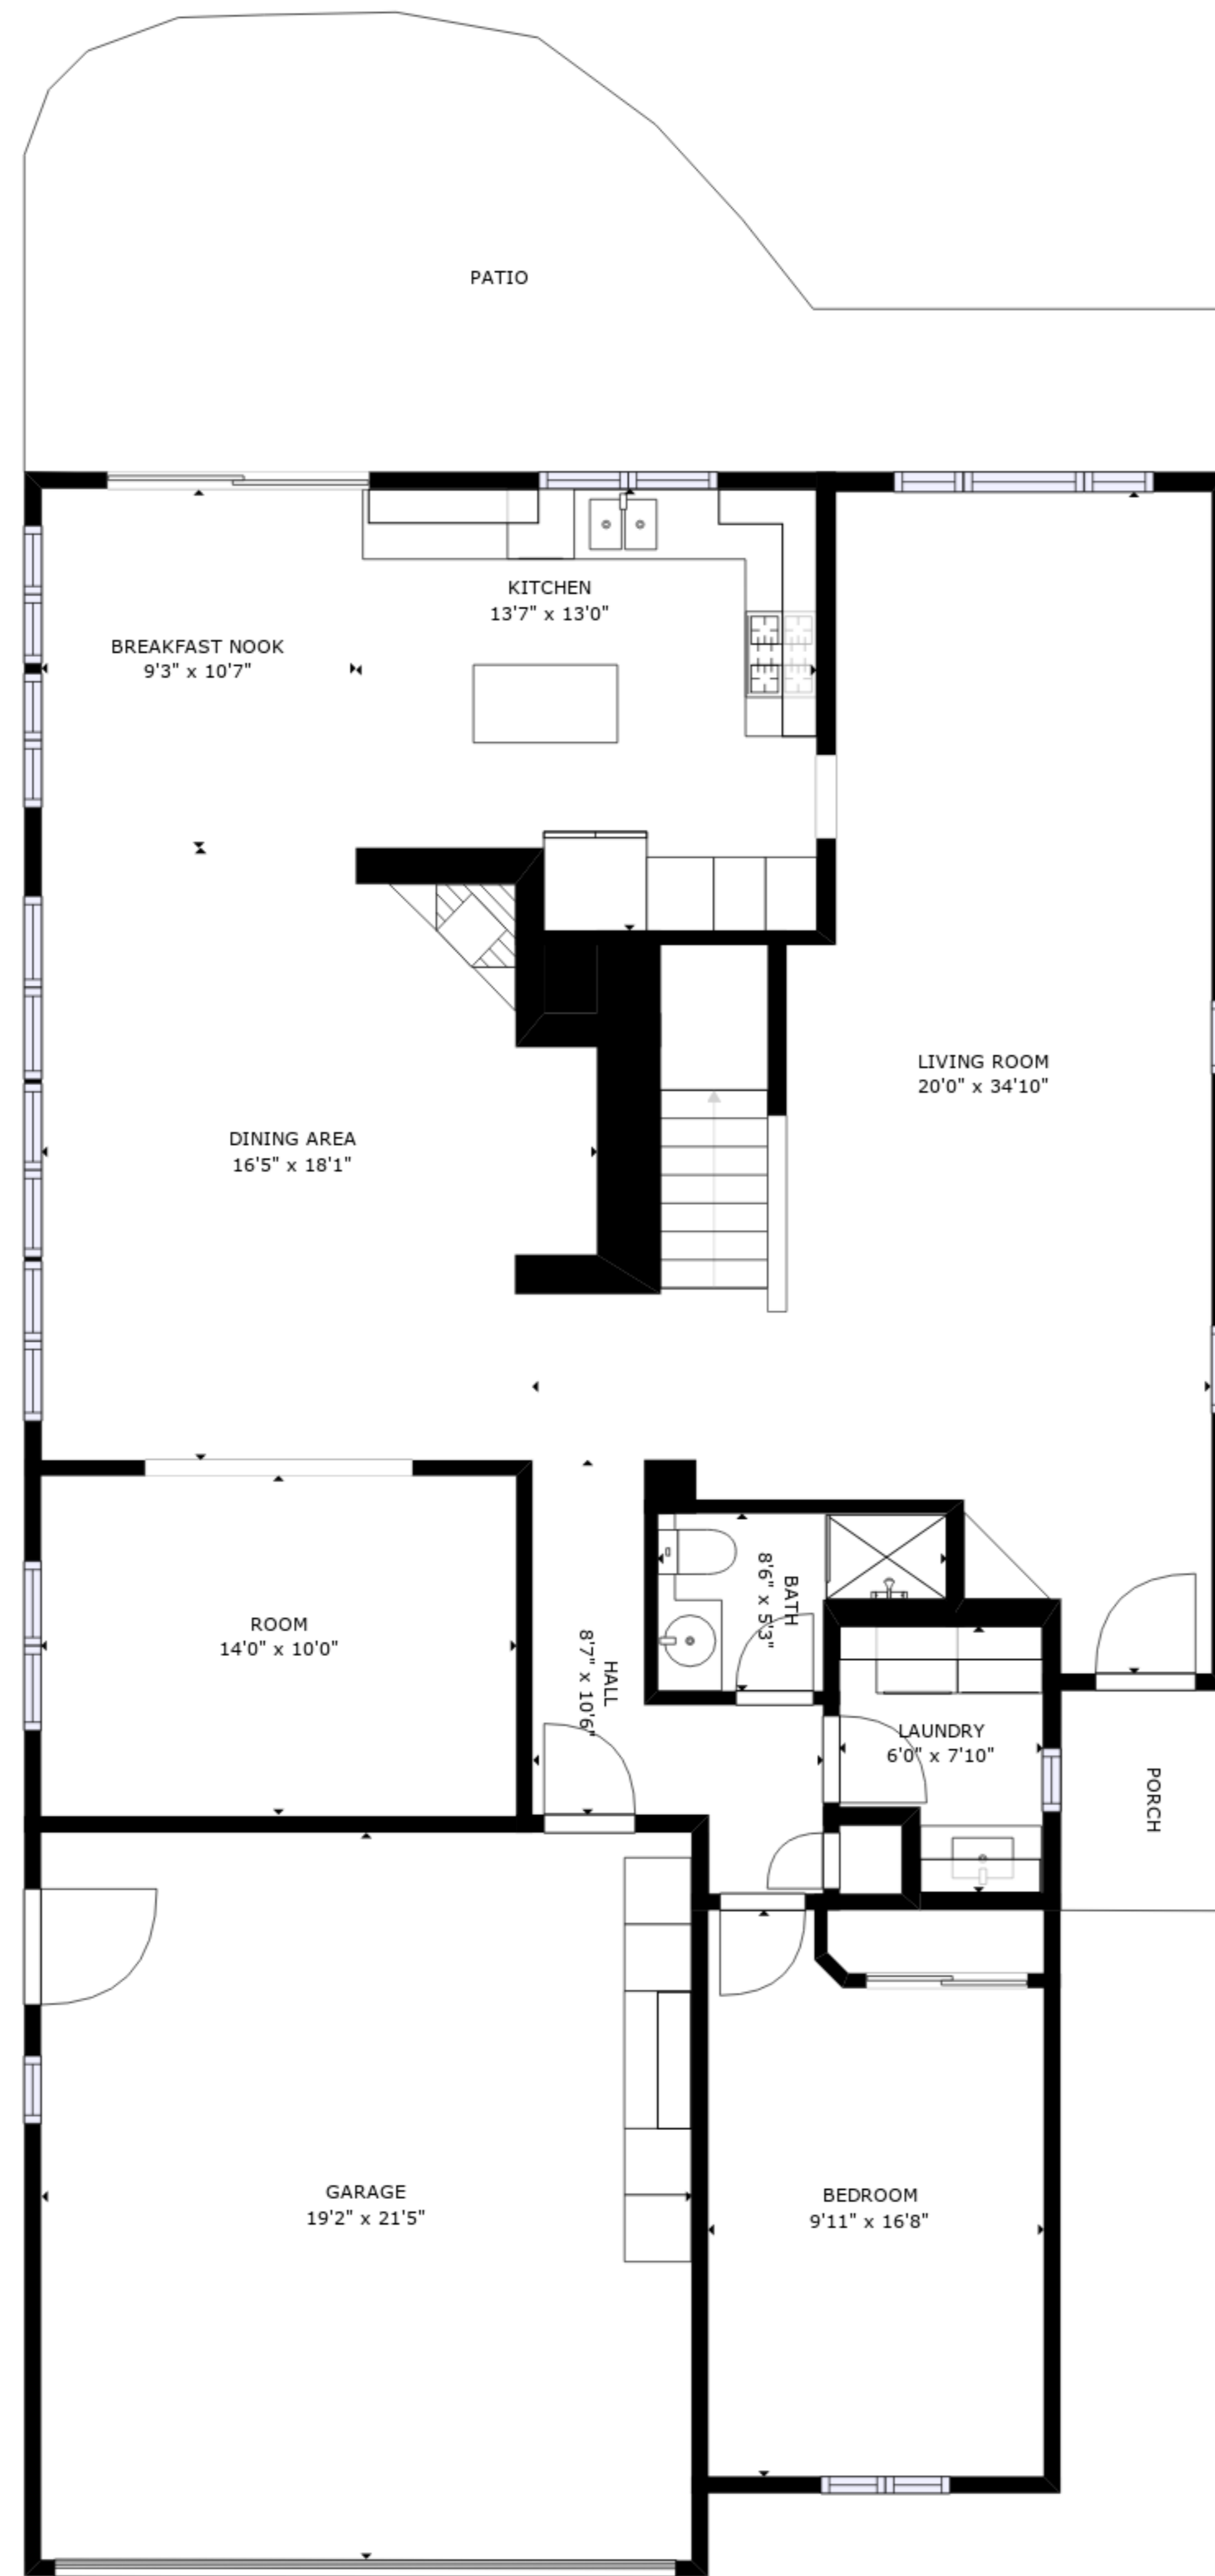 PATIO
KITCHEN
13'7" x 13'0"
BREAKFAST NOOK
9'3" x 10'7"
LIVING ROOM
20'0" x 34'10"
DINING AREA
16'5" x 18'1"
BATH
8'6" x 5'3"
ROOM
14'0" x 10'0"
HALL
8'7" x 10'6"
LAUNDRY
6'0" x 7'10"
PORCH
GARAGE
19'2" x 21'5"
BEDROOM
9'11" x 16'8"